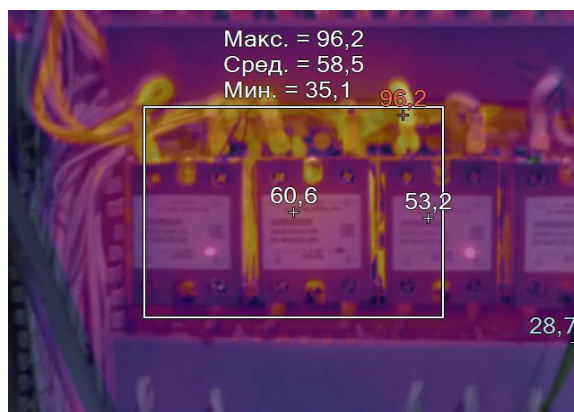 Макс. = 96,2
Сред. = 58,5
Мин. = 35,1
96,2
60,6
53,2
28,7